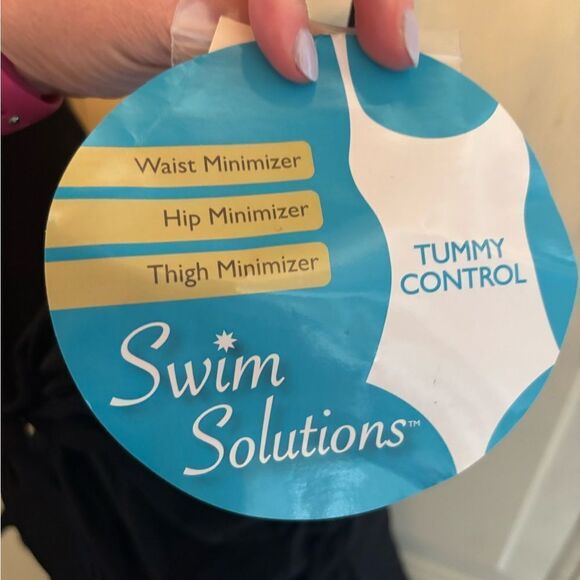 Waist Minimizer
Hip Minimizer
Thigh Minimizer
TUMMY
CONTROL
Swim
Solutions™